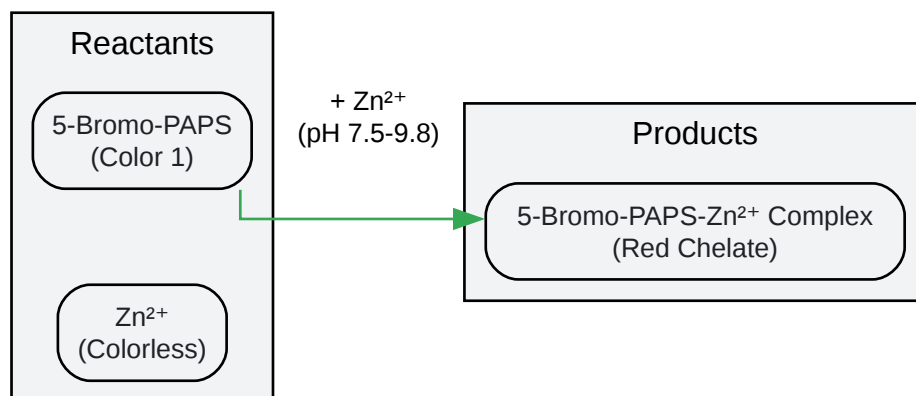 Reactants
5-Bromo-PAPS
(Color 1)
Zn²⁺
(Colorless)
+ Zn²⁺
(pH 7.5-9.8)
Products
5-Bromo-PAPS-Zn²⁺ Complex
(Red Chelate)